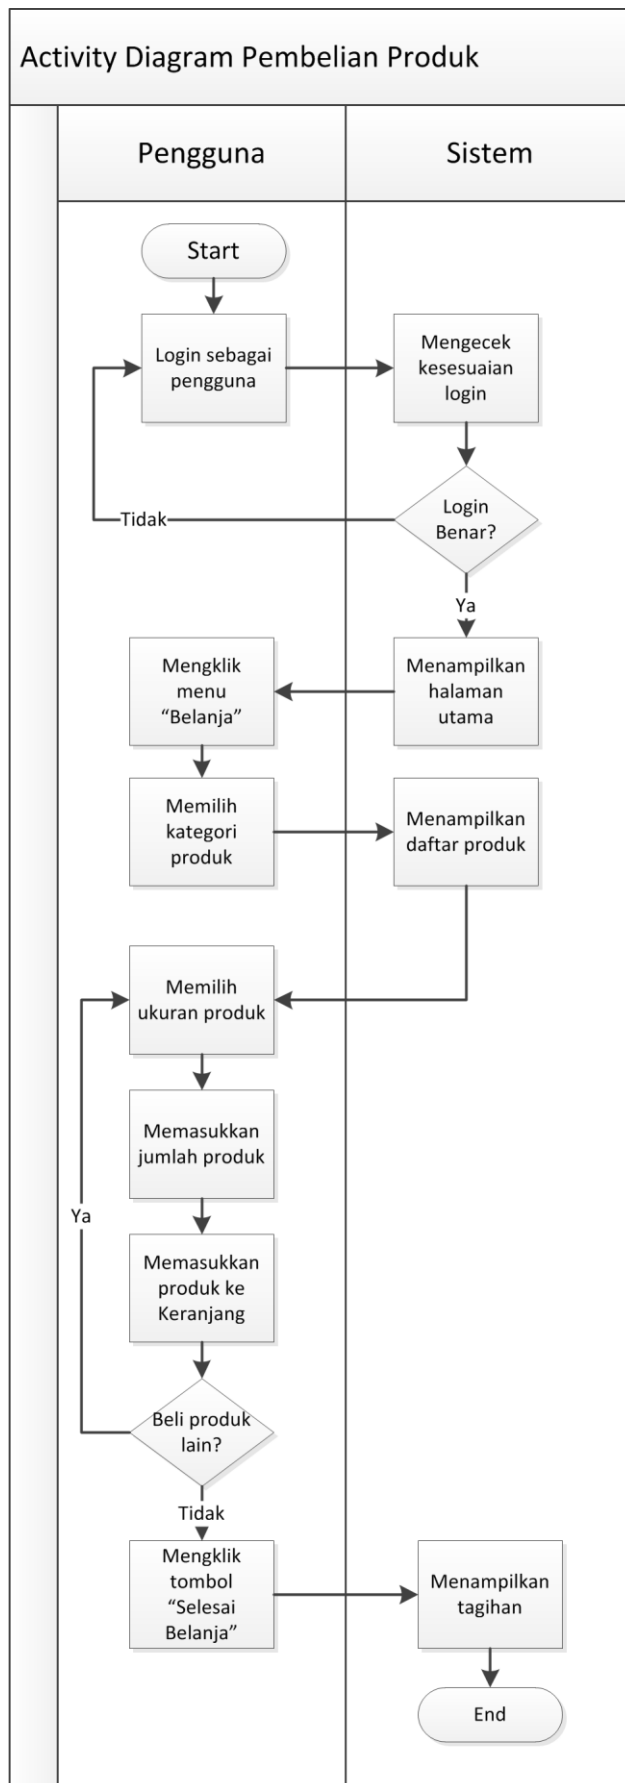 Activity Diagram Pembelian Produk
Pengguna
Sistem
Start
Login sebagai
pengguna
Mengecek
kesesuaian
login
Login
Benar?
Tidak
Ya
Menampilkan
halaman
utama
Mengklik
menu
“Belanja”
Memilih
kategori
produk
Menampilkan
daftar produk
Memilih
ukuran produk
Memasukkan
jumlah produk
Ya
Memasukkan
produk ke
Keranjang
Beli produk
lain?
Tidak
Mengklik
tombol
“Selesai
Belanja”
Menampilkan
tagihan
End